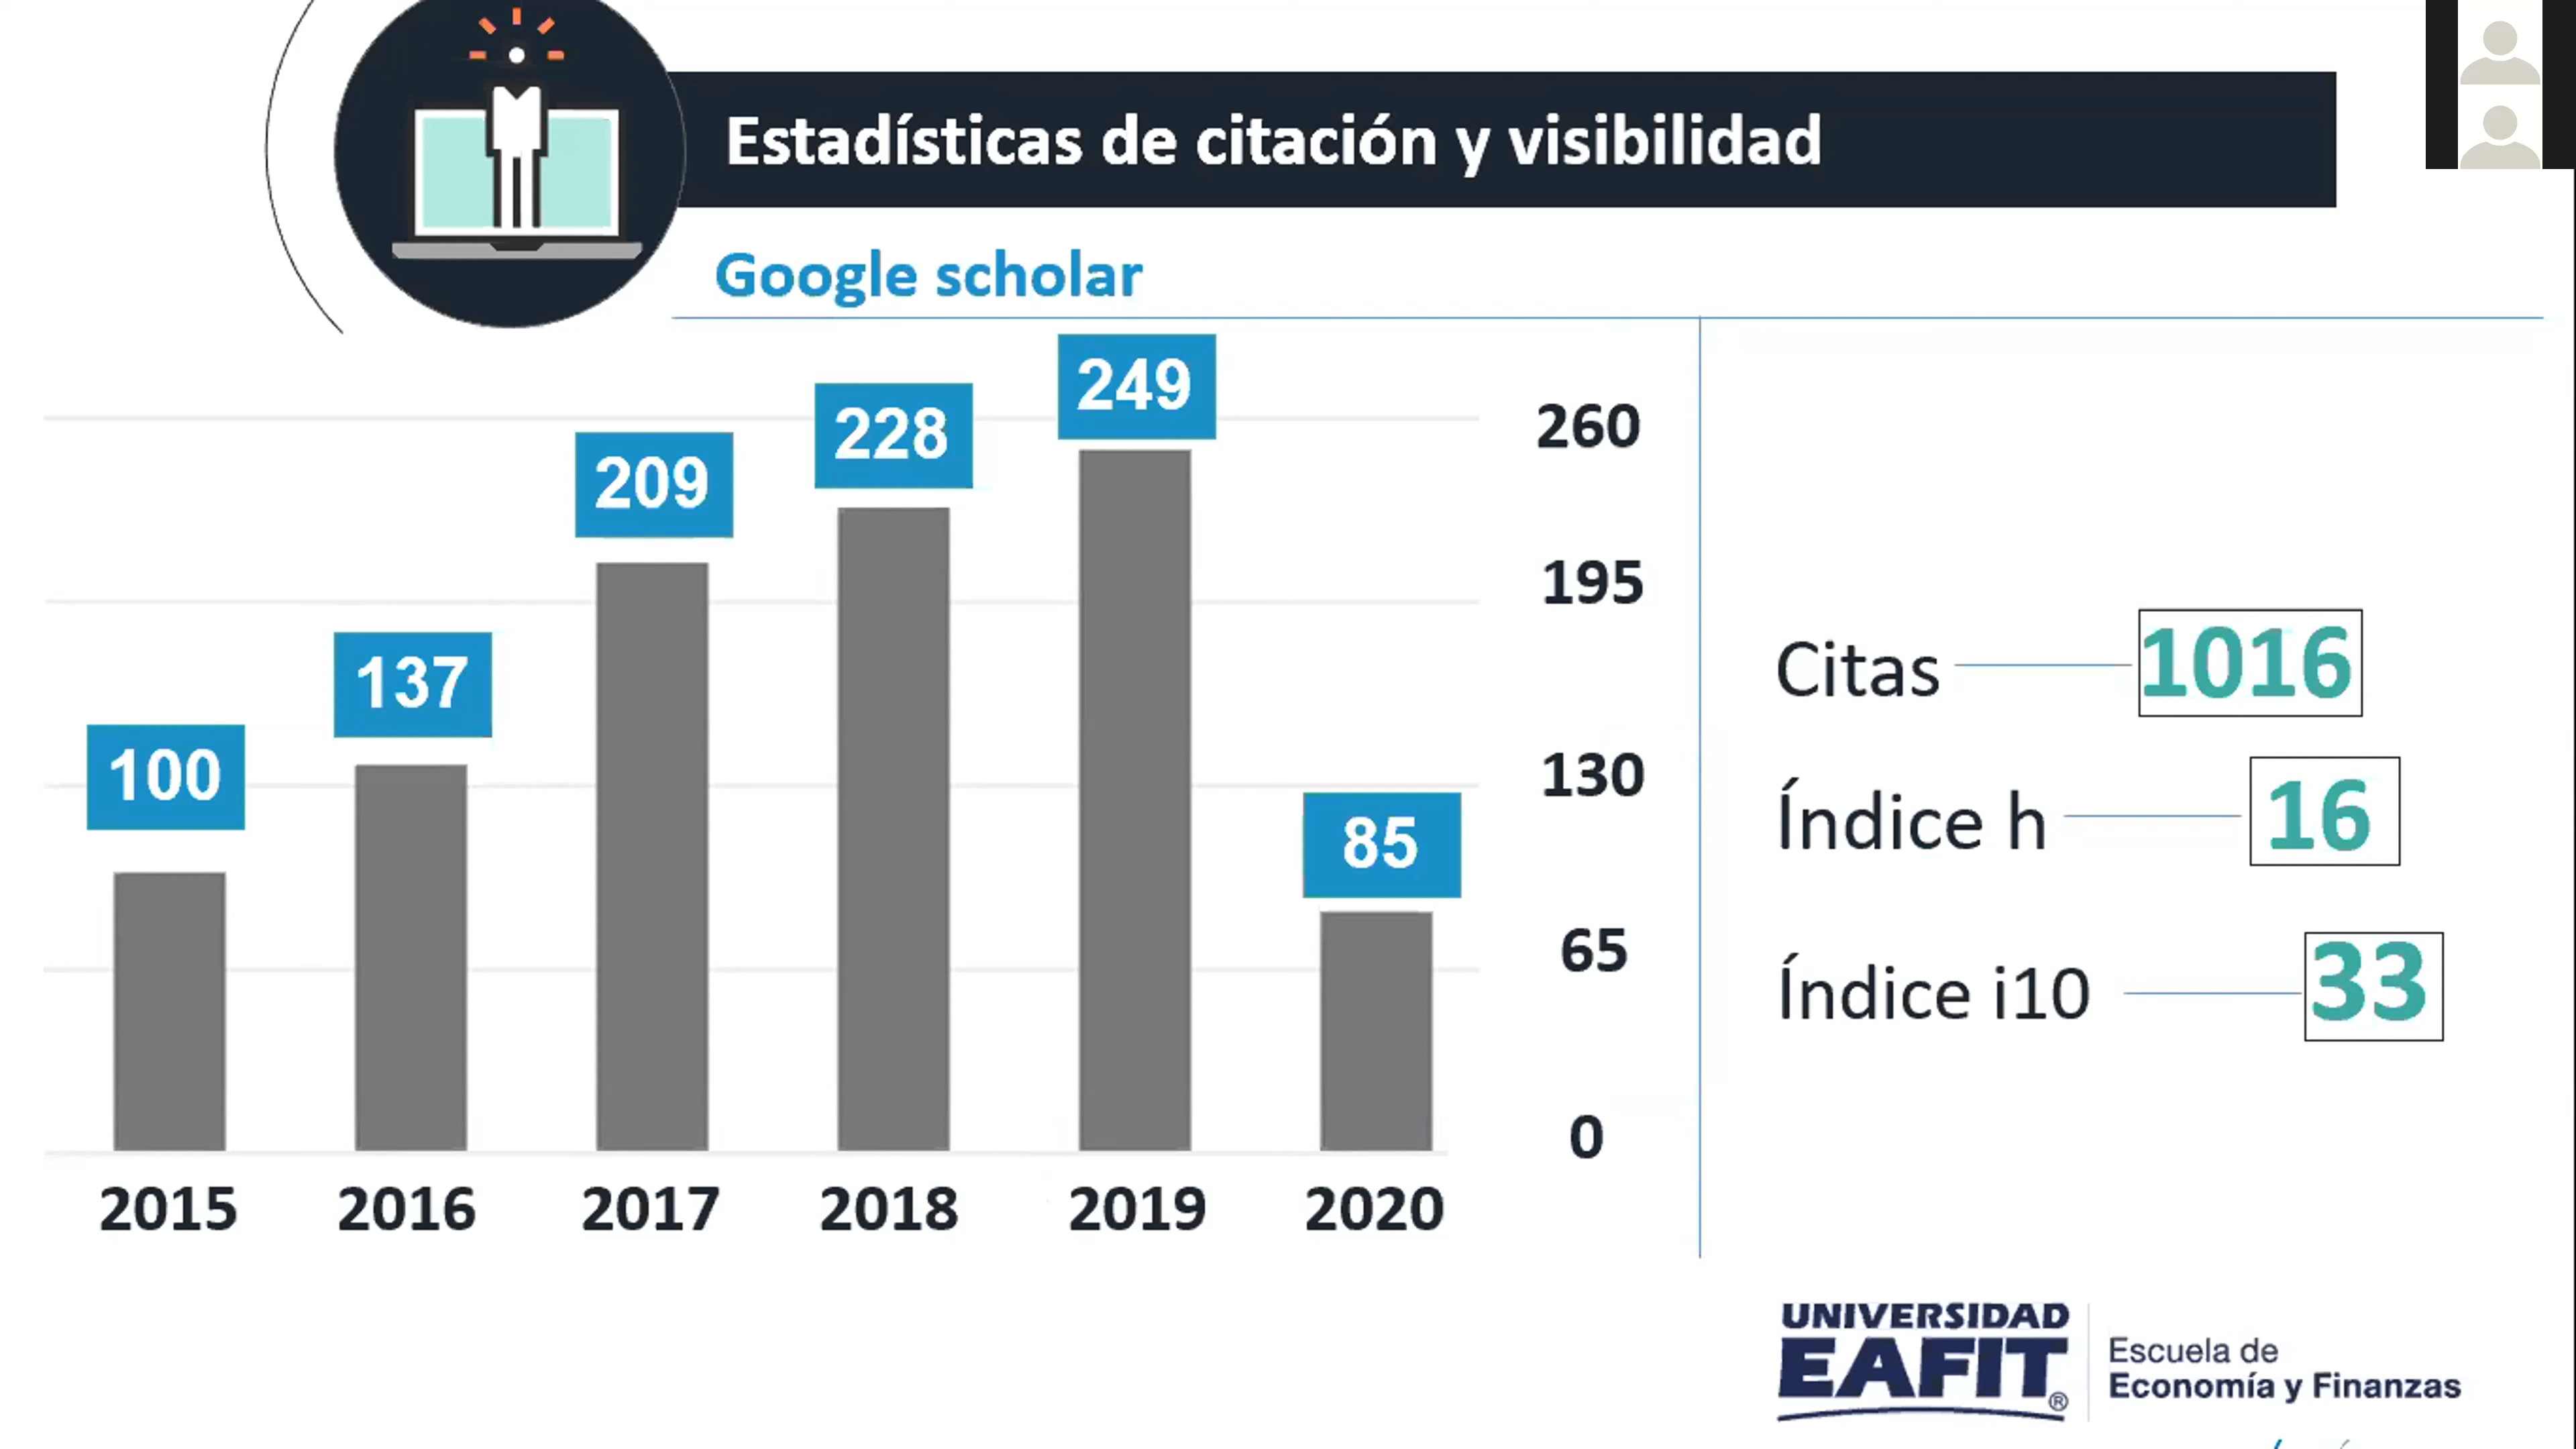 Estadísticas de citación y visibilidad
Google scholar
249
228
209
137
100
85
260
195
130
65
0
2015 2016 2017 2018 2019 2020
Citas 1016
Índice h 16
Índice i10 33
UNIVERSIDAD
EAFIT®
Escuela de
Economía y Finanzas